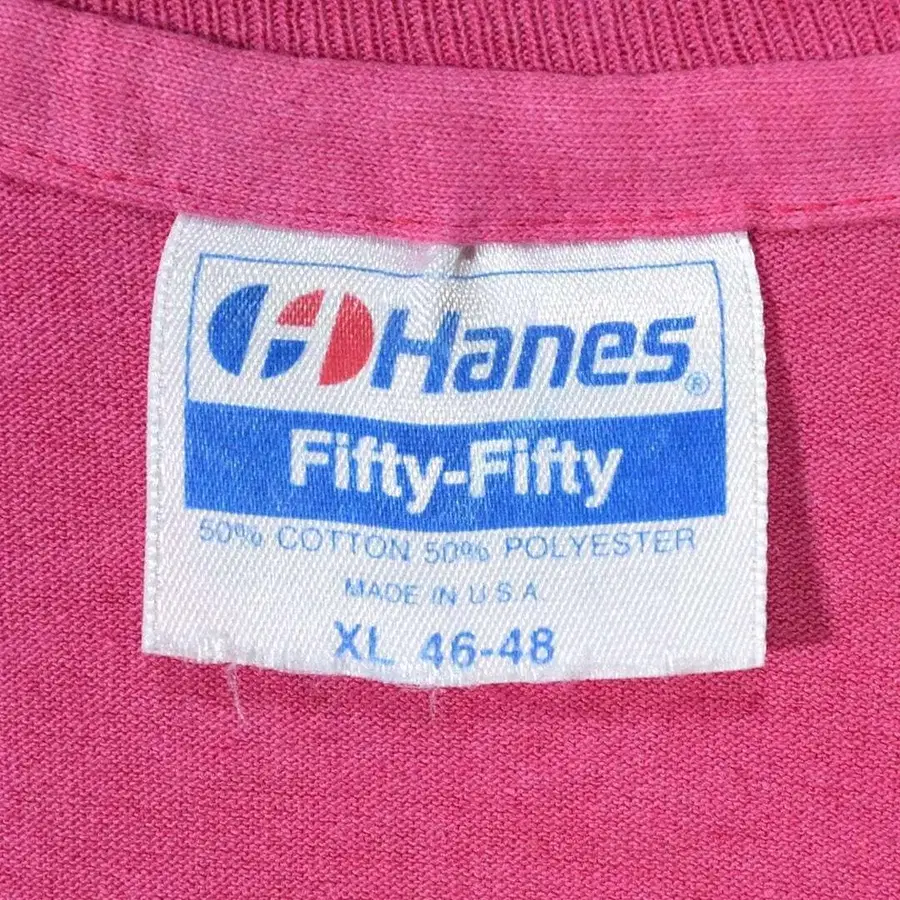 Hanes®
Fifty-Fifty
50% COTTON 50% POLYESTER
MADE IN U.S.A.
XL 46-48